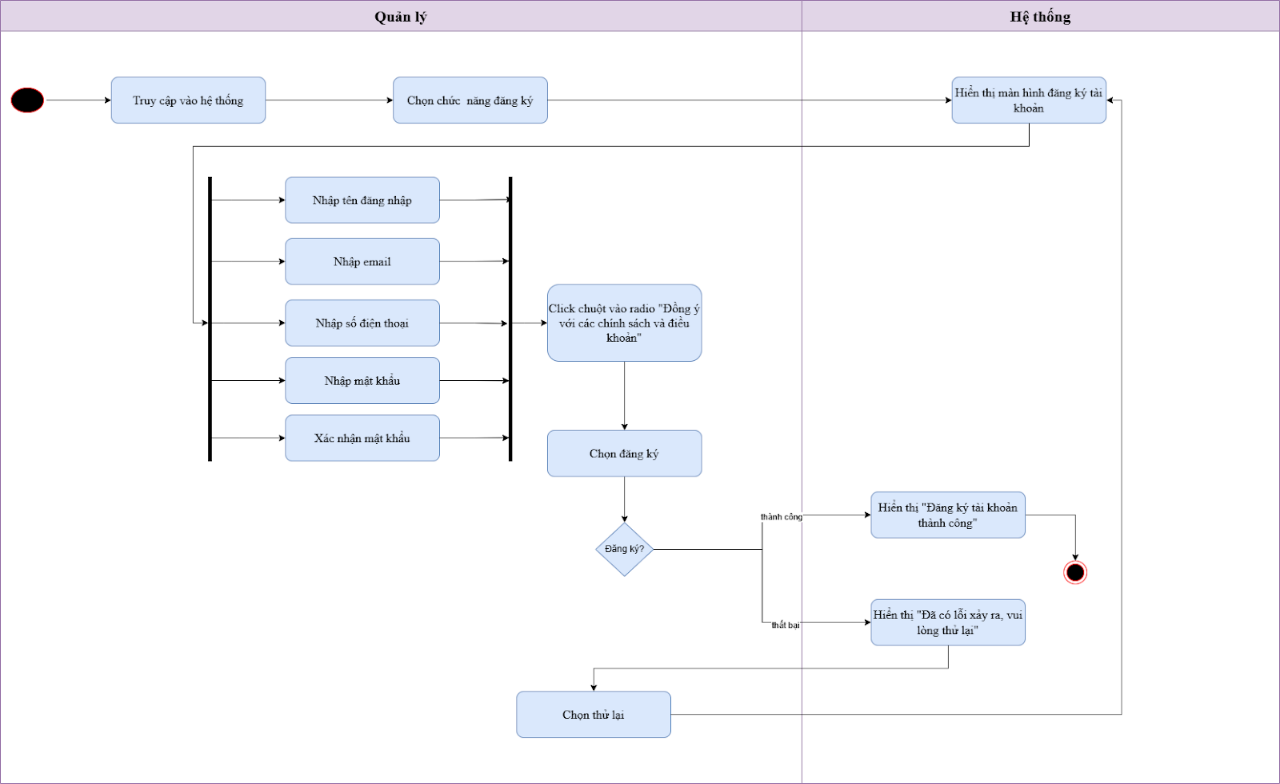 Quản lý
Hệ thống
Truy cập vào hệ thống
Chọn chức năng đăng ký
Hiển thị màn hình đăng ký tài
khoản
Nhập tên đăng nhập
Nhập email
Nhập số điện thoại
Nhập mật khẩu
Xác nhận mật khẩu
Click chuột vào radio "Đồng ý
với các chính sách và điều
khoản"
Chọn đăng ký
Đăng ký?
thành công
Hiển thị "Đăng ký tài khoản
thành công"
thất bại
Hiển thị "Đã có lỗi xảy ra, vui
lòng thử lại"
Chọn thử lại